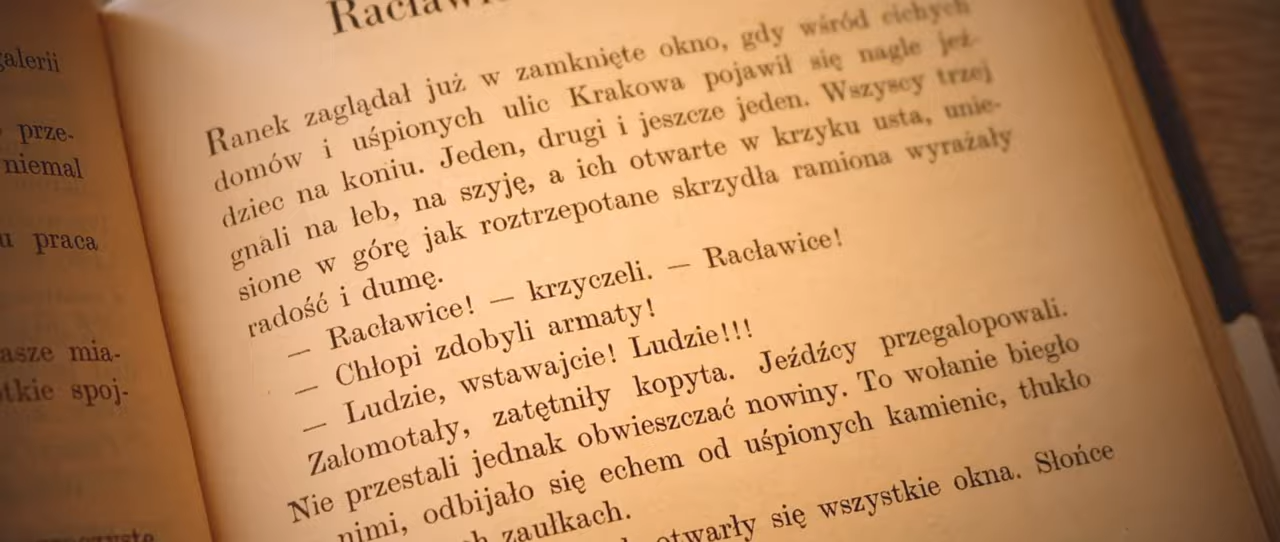 galerii
prze-
niemal
praca
mia-
spoj-
Racławi
Ranek zaglądał już w zamknięte okno, gdy wśród cichych
domów i uśpionych ulic Krakowa pojawił się nagle jeź-
dziec na koniu. Jeden, drugi i jeszcze jeden. Wszyscy trzej
gnali na łeb, na szyję, a ich otwarte w krzyku usta, unie-
sione w górę jak roztrzepotane skrzydła ramiona wyrażały
radość i dumę.
— Racławice! — krzyczeli. — Racławice!
— Chłopi zdobyli armaty!
— Ludzie, wstawajcie! Ludzie!!!
Załomotały, zatętniły kopyta. Jeźdźcy przegalopowali.
Nie przestali jednak obwieszczać nowiny. To wołanie biegło
nimi, odbijało się echem od uśpionych kamienic, tłukło
zaułkach.
otwarły się wszystkie okna. Słońce